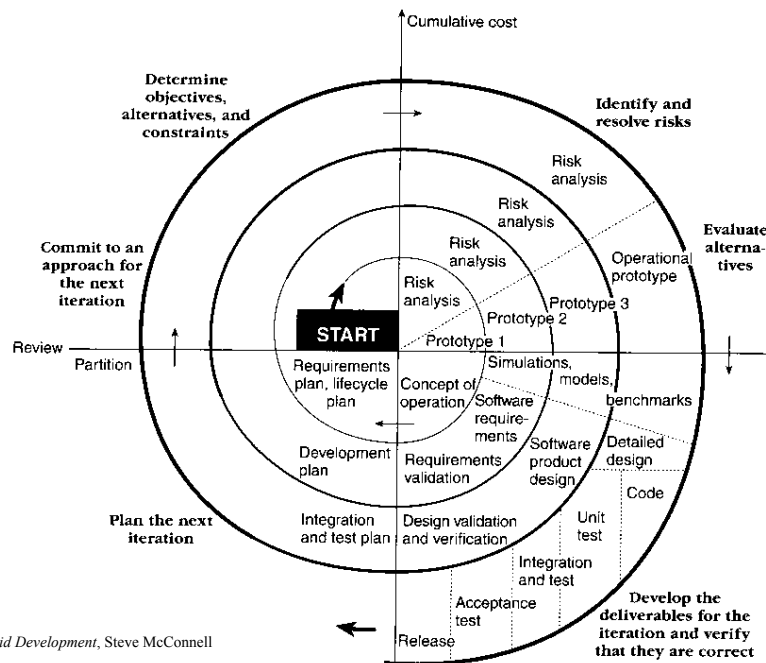 Cumulative cost
Determine
objectives,
alternatives, and
constraints
Identify and
resolve risks
Risk
analysis
Risk
analysis
Risk
analysis
Risk
analysis
Evaluate
alterna-
tives
Operational
prototype
Commit to an
approach for
the next
iteration
Prototype 3
Prototype 2
Prototype 1
START
Review
Partition
Requirements
plan, lifecycle
plan
Concept of
operation
Simulations,
models,
benchmarks
Software
require-
ments
Development
plan
Requirements
validation
Software
product
design
Detailed
design
Code
Unit
test
Plan the next
iteration
Integration
and test plan
Design validation
and verification
Integration
and test
Acceptance
test
Release
Develop the
deliverables for the
iteration and verify
that they are correct
id Development, Steve McConnell